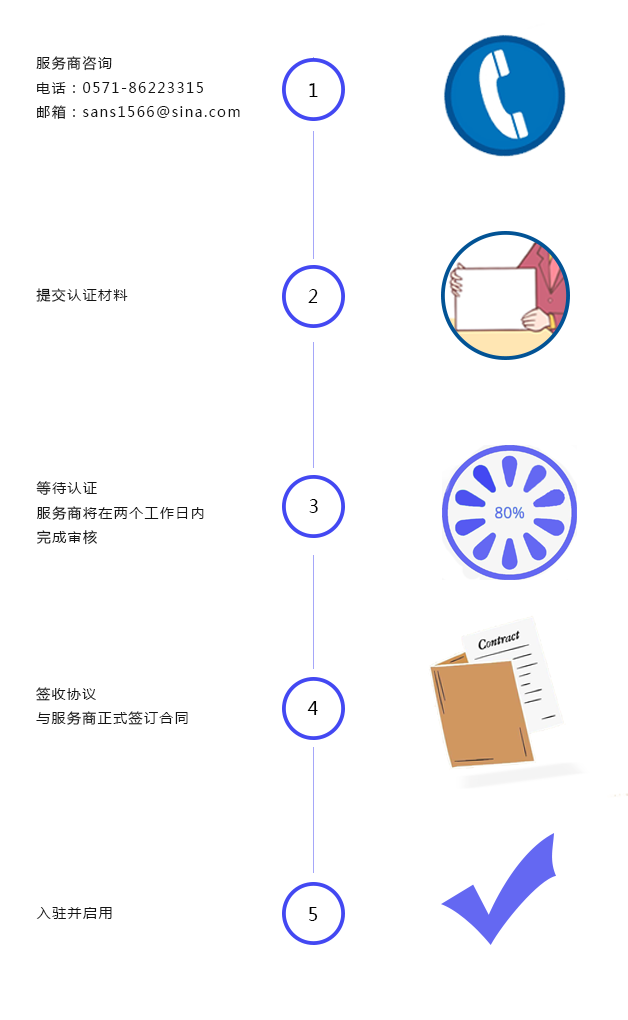 服务商咨询
电话：0571-86223315
邮箱：sans1566@sina.com
1
提交认证材料
2
等待认证
服务商将在两个工作日内
完成审核
3
80%
Contract
签收协议
与服务商正式签订合同
4
入驻并启用
5